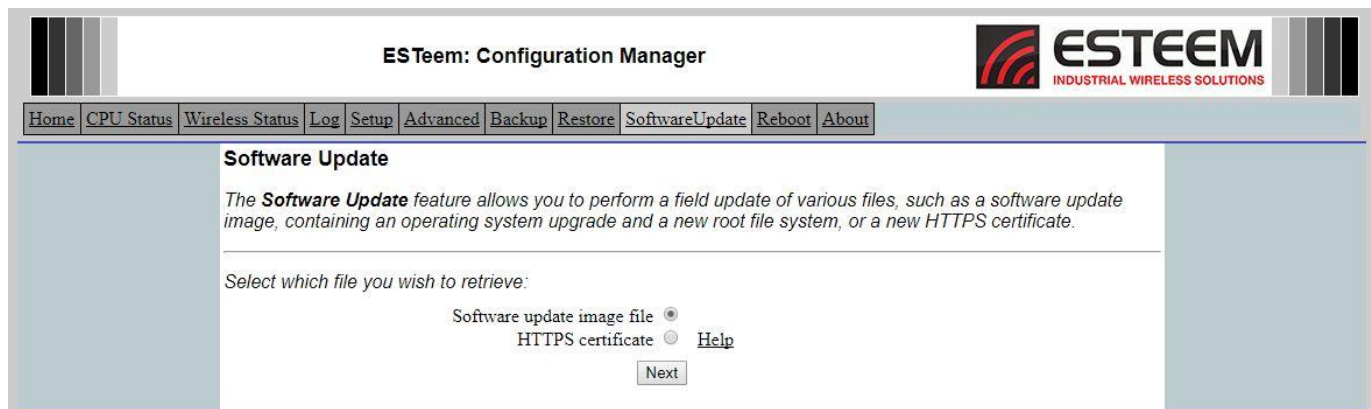 ESTeem: Configuration Manager
ESTEEM
INDUSTRIAL WIRELESS SOLUTIONS
Home CPU Status Wireless Status Log Setup Advanced Backup Restore SoftwareUpdate Reboot About
Software Update
The Software Update feature allows you to perform a field update of various files, such as a software update
image, containing an operating system upgrade and a new root file system, or a new HTTPS certificate.
Select which file you wish to retrieve:
Software update image file
HTTPS certificate Help
Next